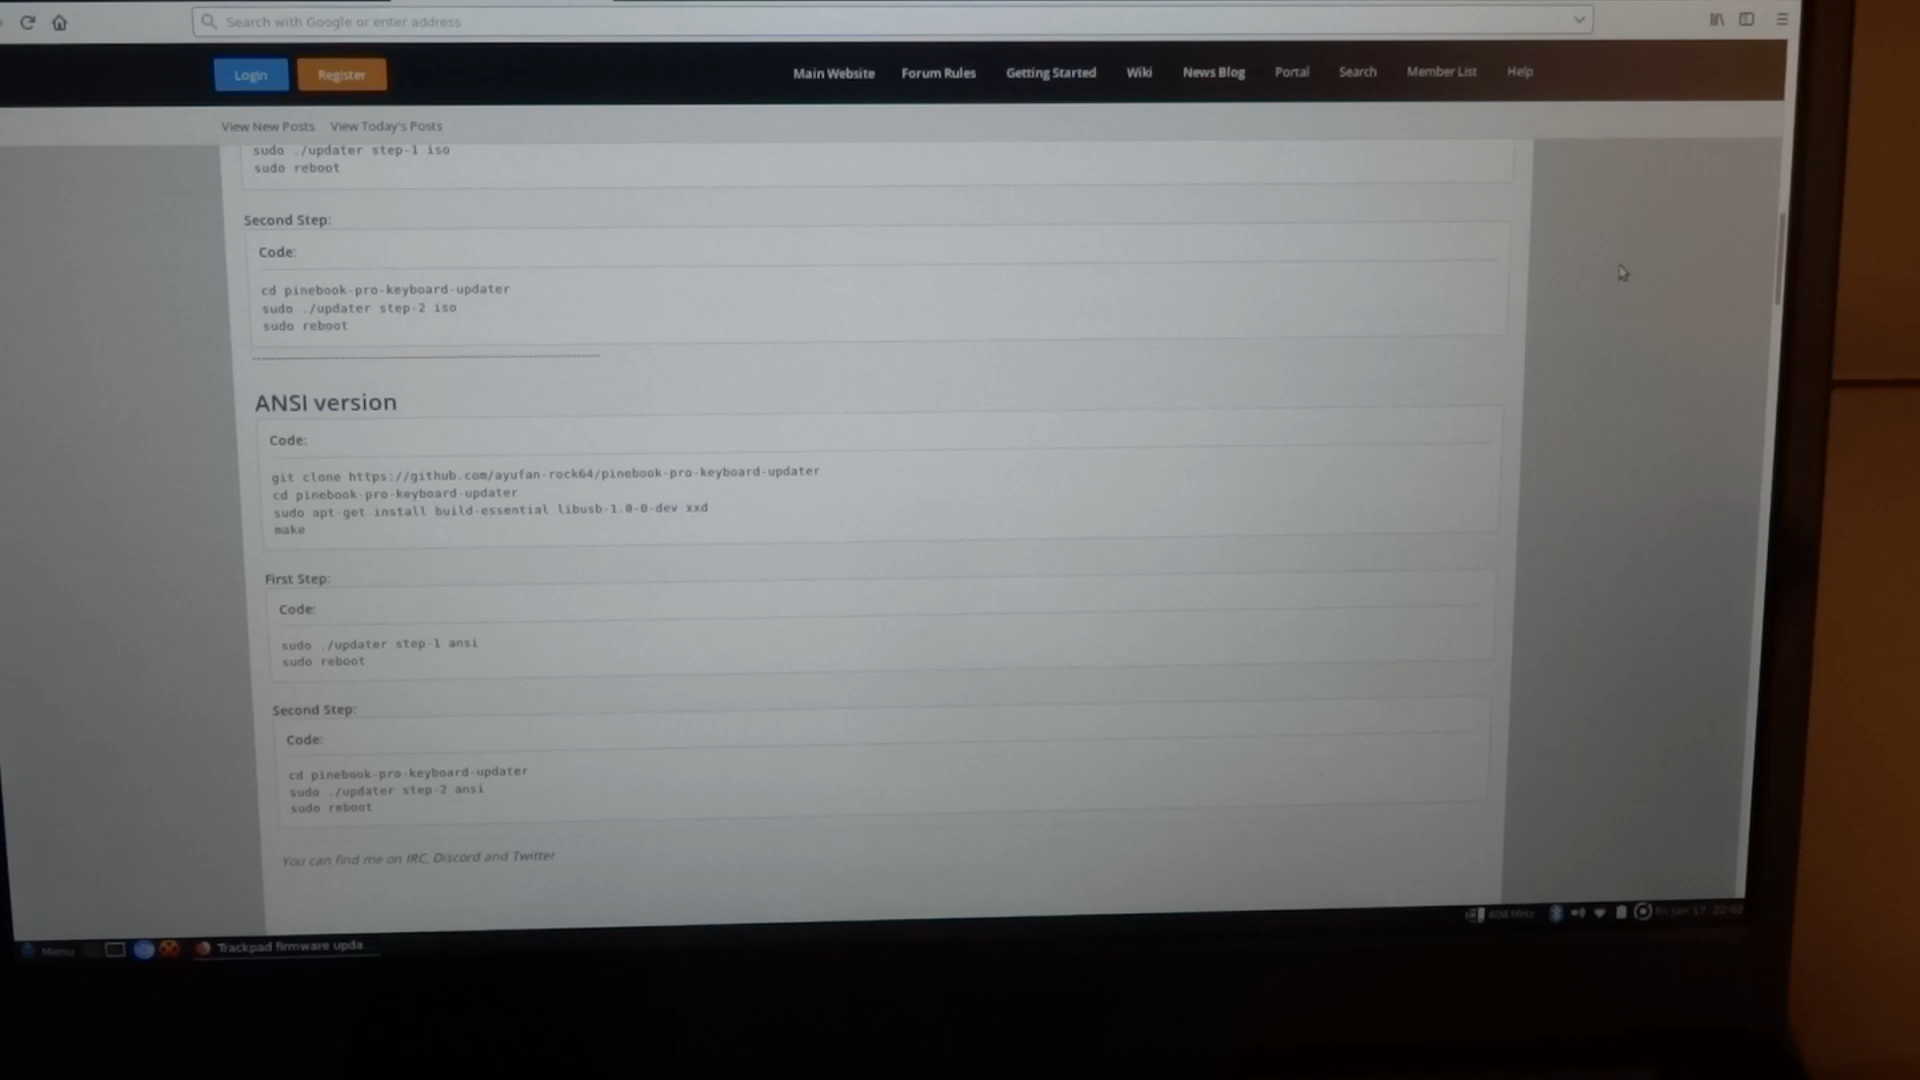 Search with Google or enter address
Login
Register
Main Website
Forum Rules
Getting Started
Wiki
News Blog
Portal
Search
Member List
Help
View New Posts
View Today's Posts
sudo ./updater step-1 iso
sudo reboot
Second Step:
Code:
cd pinebook-pro-keyboard-updater
sudo ./updater step-2 iso
sudo reboot
ANSI version
Code:
git clone https://github.com/ayufan-rock64/pinebook-pro-keyboard-updater
cd pinebook-pro-keyboard-updater
sudo apt-get install build-essential libusb-1.0-0-dev xxd
make
First Step:
Code:
sudo ./updater step-1 ansi
sudo reboot
Second Step:
Code:
cd pinebook-pro-keyboard-updater
sudo ./updater step-2 ansi
sudo reboot
You can find me on IRC, Discord and Twitter
408 MHz
Fri Jan 17
Menu
Trackpad firmware upda